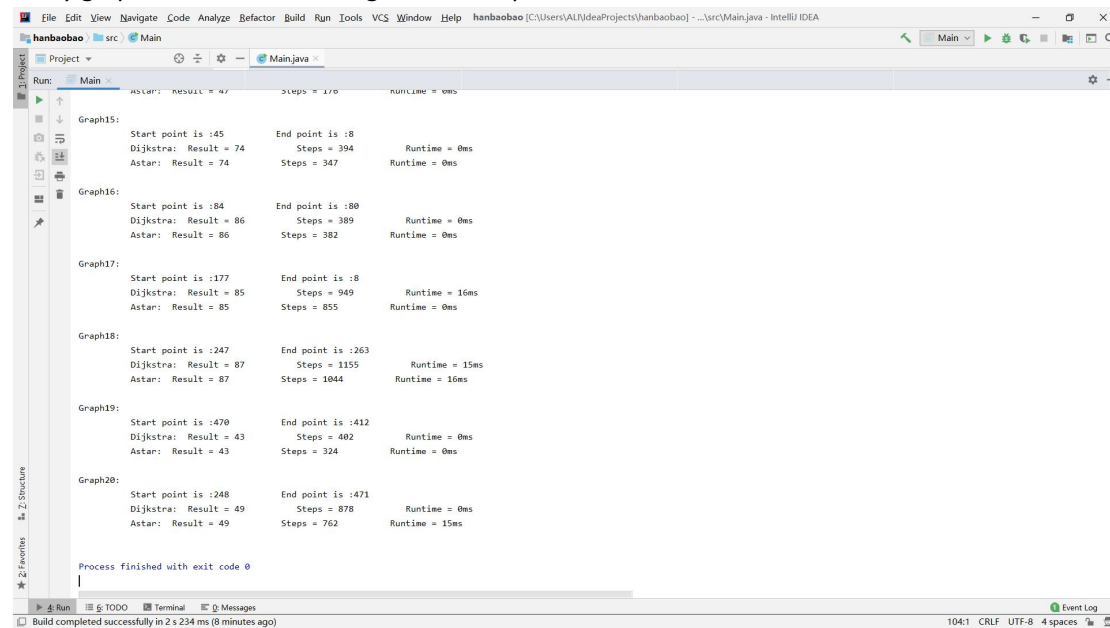 File Edit View Navigate Code Analyze Refactor Build Run Tools VCS Window Help hanbaobao [C:\Users\ALI\IdeaProjects\hanbaobao] - ...\src\Main.java - IntelliJ IDEA
hanbaobao src Main Main
1: Project Project Main.java
Run: Main
Astar: Result = 47 Steps = 176 Runtime = 0ms
Graph15:
Start point is :45 End point is :8
Dijkstra: Result = 74 Steps = 394 Runtime = 0ms
Astar: Result = 74 Steps = 347 Runtime = 0ms
Graph16:
Start point is :84 End point is :80
Dijkstra: Result = 86 Steps = 389 Runtime = 0ms
Astar: Result = 86 Steps = 382 Runtime = 0ms
Graph17:
Start point is :177 End point is :8
Dijkstra: Result = 85 Steps = 949 Runtime = 16ms
Astar: Result = 85 Steps = 855 Runtime = 0ms
Graph18:
Start point is :247 End point is :263
Dijkstra: Result = 87 Steps = 1155 Runtime = 15ms
Astar: Result = 87 Steps = 1044 Runtime = 16ms
Graph19:
Start point is :470 End point is :412
Dijkstra: Result = 43 Steps = 402 Runtime = 0ms
Astar: Result = 43 Steps = 324 Runtime = 0ms
Graph20:
Start point is :248 End point is :471
Dijkstra: Result = 49 Steps = 878 Runtime = 0ms
Astar: Result = 49 Steps = 762 Runtime = 15ms
Process finished with exit code 0
Z: Structure
2: Favorites
4: Run 6: TODO Terminal 0: Messages 1 Event Log
Build completed successfully in 2 s 234 ms (8 minutes ago) 104:1 CRLF UTF-8 4 spaces